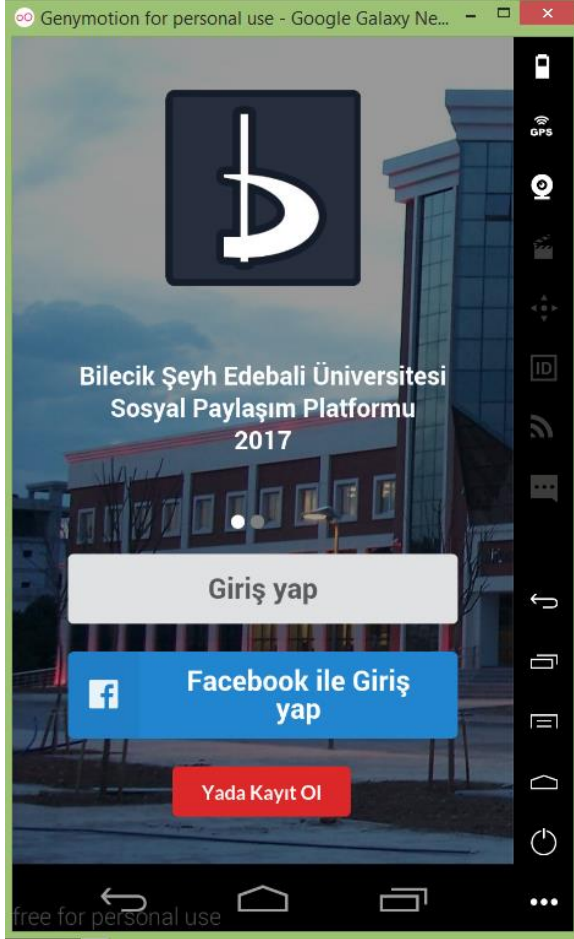 Genymotion for personal use - Google Galaxy Ne...
GPS
ID
Bilecik Şeyh Edebali Üniversitesi
Sosyal Paylaşım Platformu
2017
Giriş yap
Facebook ile Giriş
yap
Yada Kayıt Ol
free for personal use